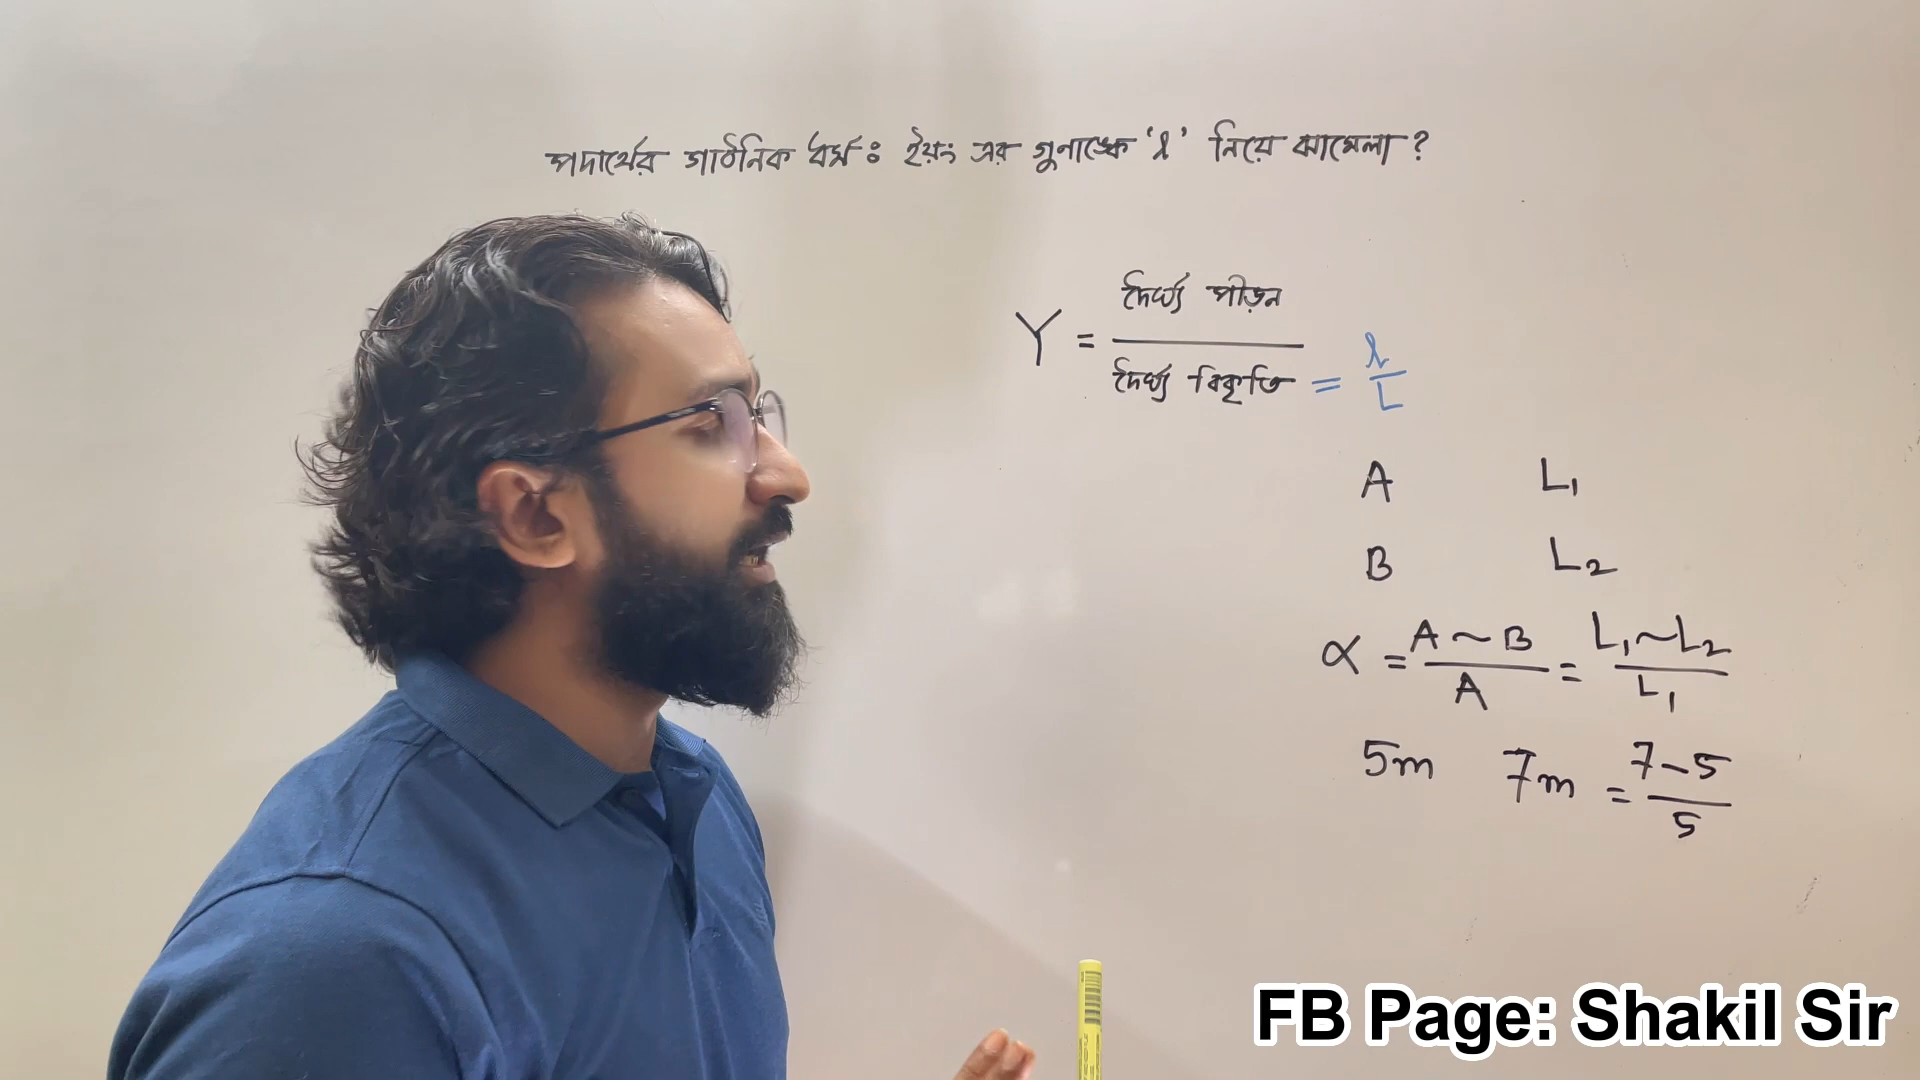 পদার্থের গাঠনিক ধর্মঃ ইয়ং এর গুনাঙ্কে 'l' নিয়ে ঝামেলা?
Y = দৈর্ঘ্য পীড়ন / দৈর্ঘ্য বিকৃতি = l / L
A L₁
B L₂
α = A ~ B / A = L₁ ~ L₂ / L₁
5m 7m = 7 - 5 / 5
FB Page: Shakil Sir